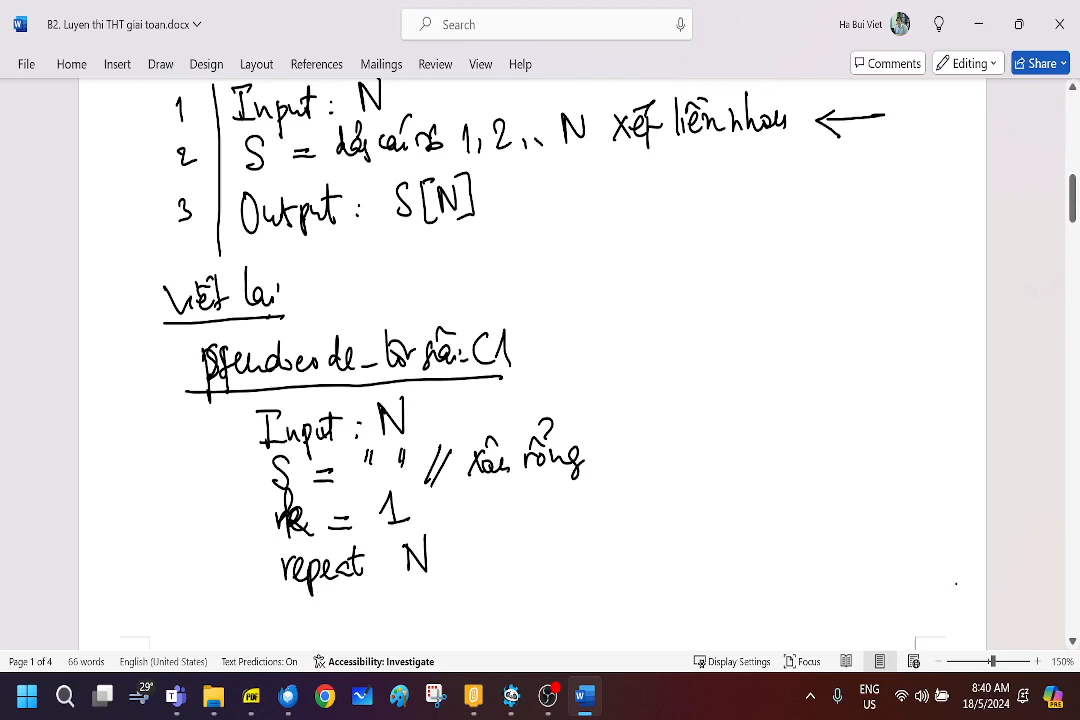 B2. Luyen thi THT giai toan.docx
Search
Ha Bui Viet
File Home Insert Draw Design Layout References Mailings Review View Help
Comments Editing Share
1 Input : N
2 S = dãy các số 1, 2.. N xếp liền nhau ←
3 Output : S[N]
Viết lại
Input : N
S = " " // xâu rỗng
k = 1
repeat N
Page 1 of 4 66 words English (United States) Text Predictions: On Accessibility: Investigate Display Settings Focus 150%
29°
ENG
US
8:40 AM
18/5/2024
PDF
PRE